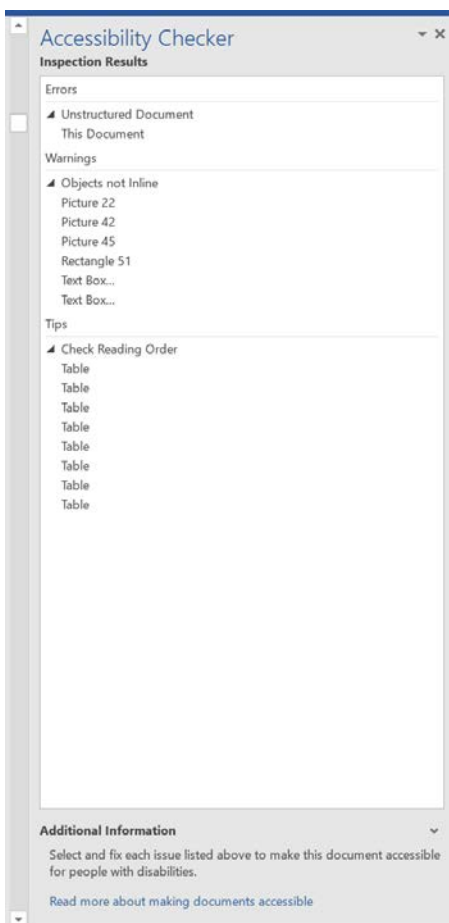 Accessibility Checker
Inspection Results
Errors
Unstructured Document
This Document
Warnings
Objects not Inline
Picture 22
Picture 42
Picture 45
Rectangle 51
Text Box...
Text Box...
Tips
Check Reading Order
Table
Table
Table
Table
Table
Table
Table
Table
Additional Information
Select and fix each issue listed above to make this document accessible
for people with disabilities.
Read more about making documents accessible